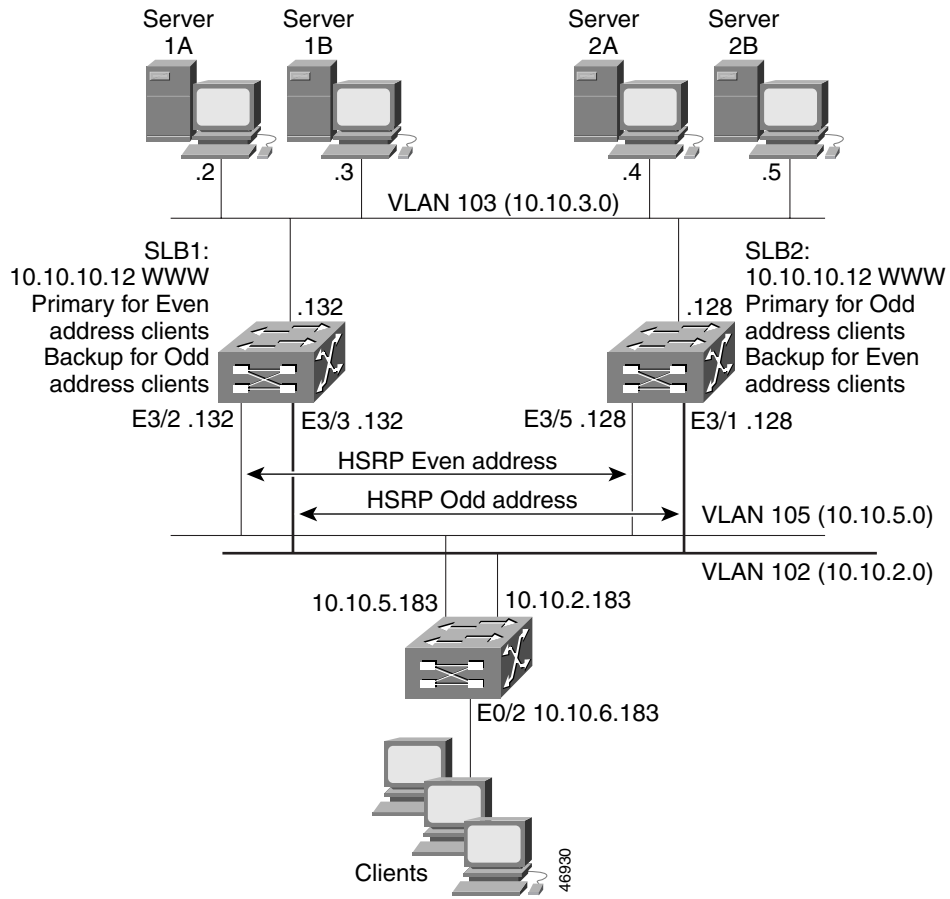 Server
1A
Server
1B
Server
2A
Server
2B
.2
.3
.4
.5
VLAN 103 (10.10.3.0)
SLB1:
10.10.10.12 WWW
Primary for Even
address clients
Backup for Odd
address clients
.132
.128
SLB2:
10.10.10.12 WWW
Primary for Odd
address clients
Backup for Even
address clients
E3/2 .132
E3/3 .132
E3/5 .128
E3/1 .128
HSRP Even address
HSRP Odd address
VLAN 105 (10.10.5.0)
VLAN 102 (10.10.2.0)
10.10.5.183
10.10.2.183
E0/2 10.10.6.183
Clients
46930